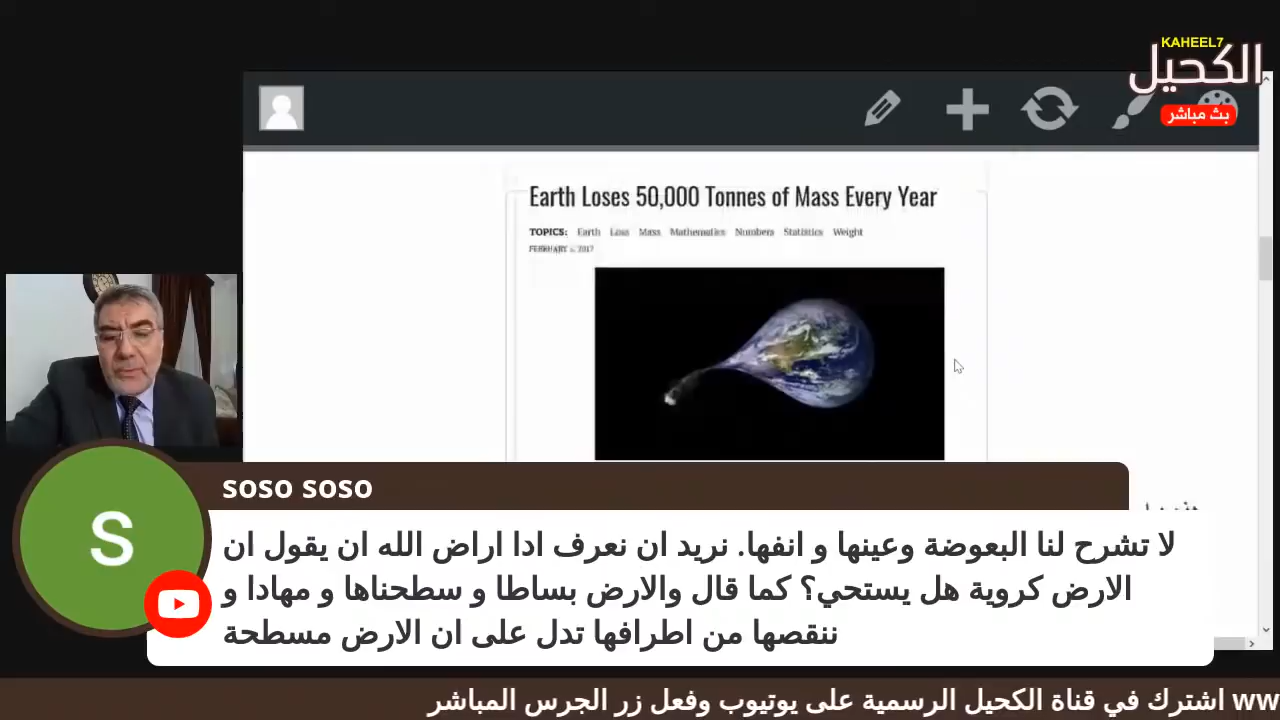 KAHEEL7
الكحيل
بث مباشر
Earth Loses 50,000 Tonnes of Mass Every Year
TOPICS: Earth Loss Mass Mathematics Numbers Statistics Weight
soso soso
S
لا تشرح لنا البعوضة وعينها و انفها. نريد ان نعرف ادا اراض الله ان يقول ان
الارض كروية هل يستحي؟ كما قال والارض بساطا و سطحناها و مهادا و
ننقصها من اطرافها تدل على ان الارض مسطحة
ww اشترك في قناة الكحيل الرسمية على يوتيوب وفعل زر الجرس المباشر